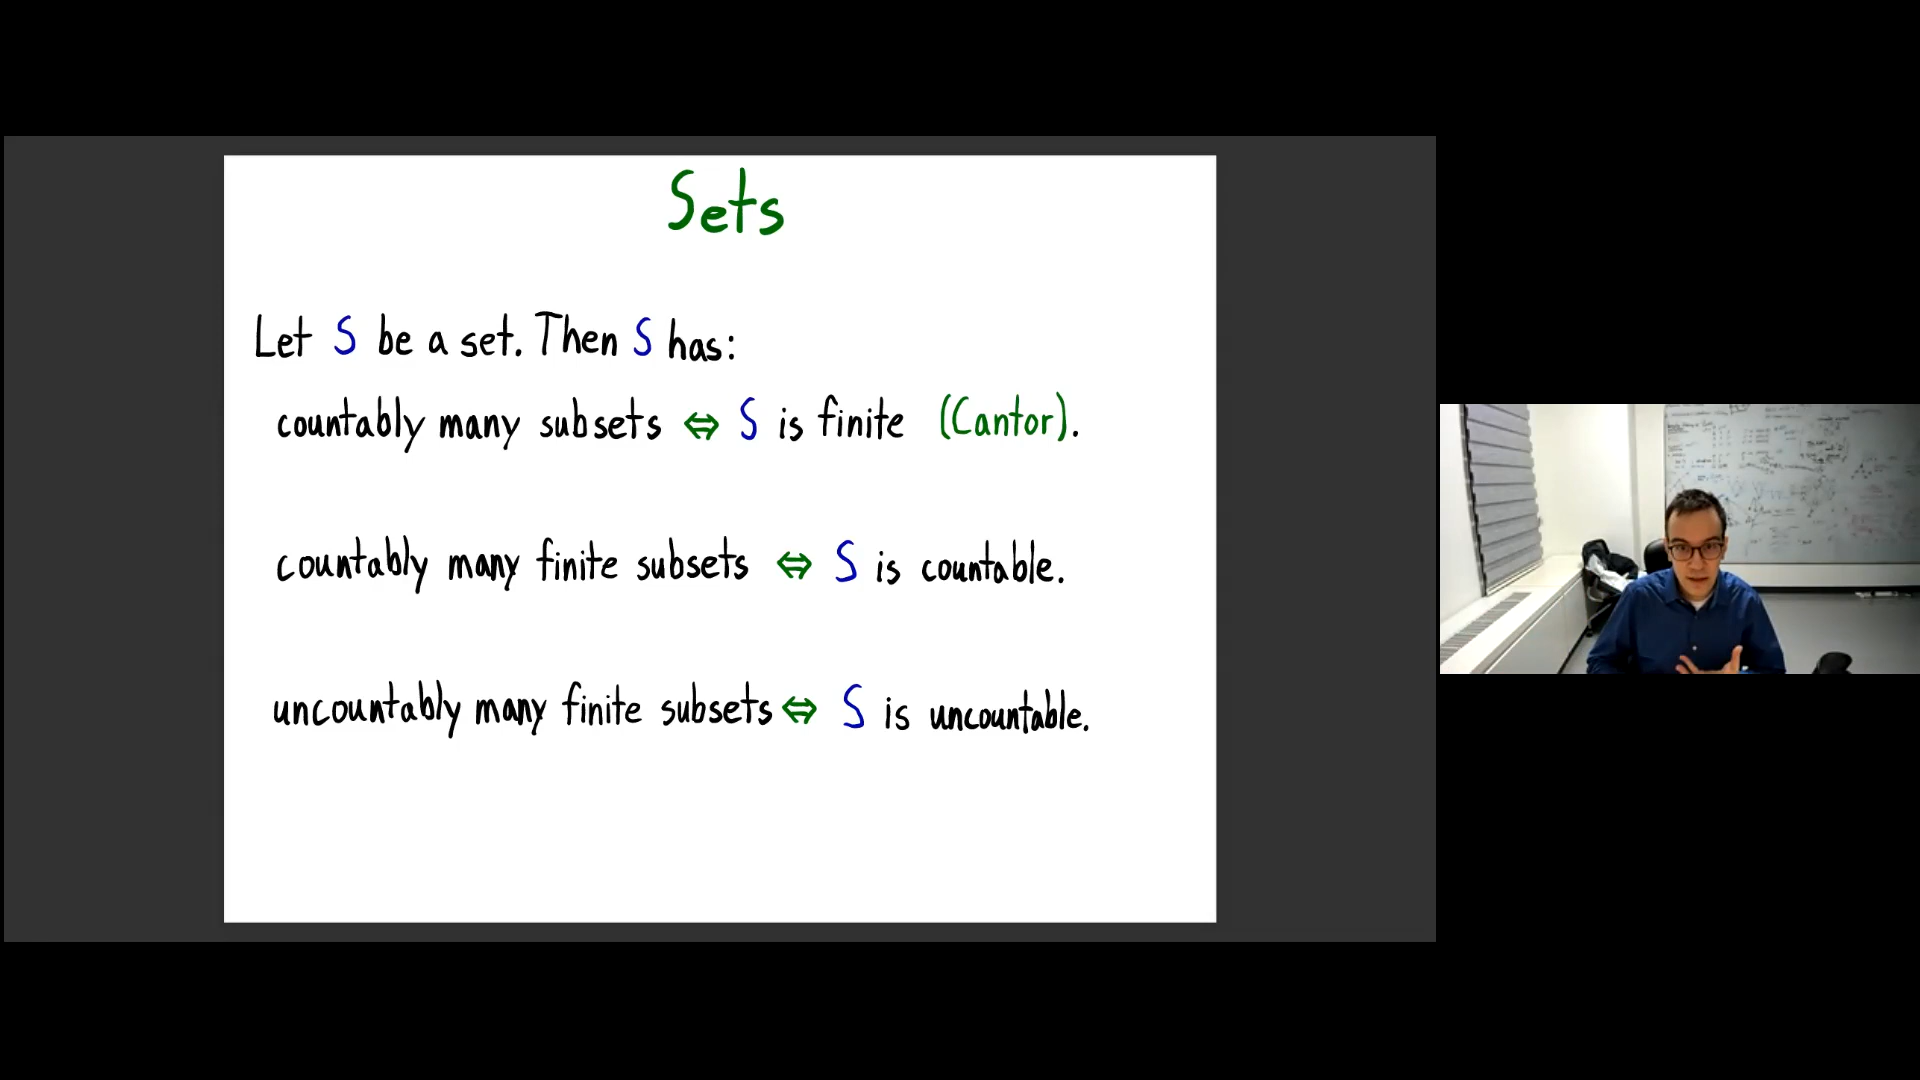 Sets
Let S be a set. Then S has:
countably many subsets ⇔ S is finite (Cantor).
countably many finite subsets ⇔ S is countable.
uncountably many finite subsets ⇔ S is uncountable.